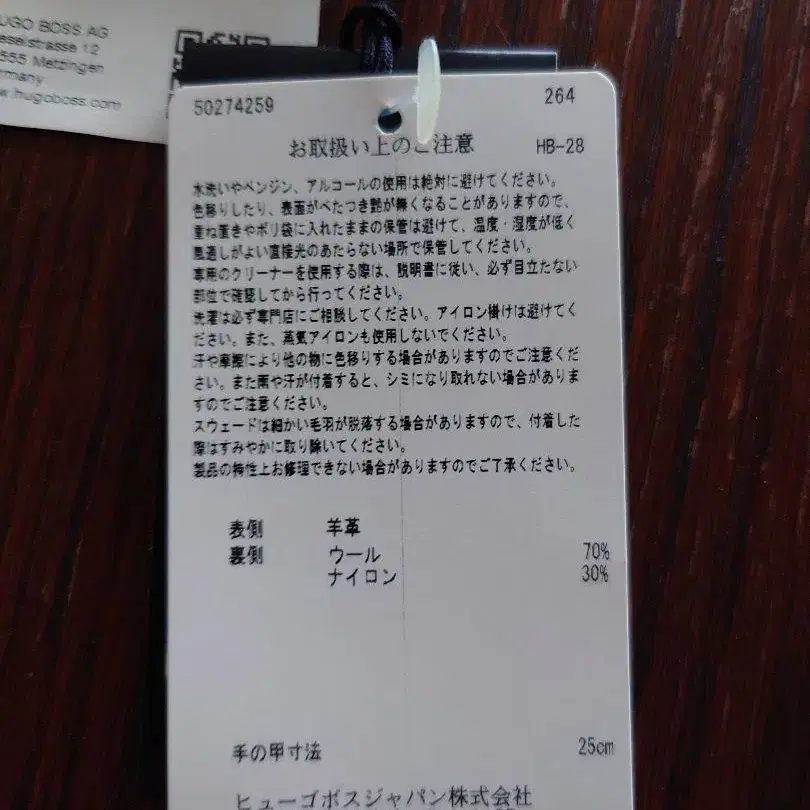 UGO BOSS AG
eselstrasse 12
555 Metzingen
ermany
w.hugoboss.com
50274259
264
お取扱い上のご注意
HB-28
水洗いやベンジン、アルコールの使用は絶対に避けてください。
色移りしたり、表面がべたつき艶が無くなることがありますので、
重ね置きやポリ袋に入れたままの保管は避けて、温度・湿度が低く
風通しがよい直接光のあたらない場所で保管してください。
専用のクリーナーを使用する際は、説明書に従い、必ず目立たない
部位で確認してから行ってください。
洗濯は必ず専門店にご相談してください。アイロン掛けは避けてく
ださい。また、蒸気アイロンも使用しないでください。
汗や摩擦により他の物に色移りする場合がありますのでご注意くだ
さい。また雨や汗が付着すると、シミになり取れない場合がありま
すのでご注意ください。
スウェードは細かい毛羽が脱落する場合がありますので、付着した
際はすみやかに取り除いてください。
製品の特性上お修理できない場合がありますのでご了承ください。
表側 羊革
裏側 ウール 70%
ナイロン 30%
手の甲寸法 25cm
ヒューゴボスジャパン株式会社